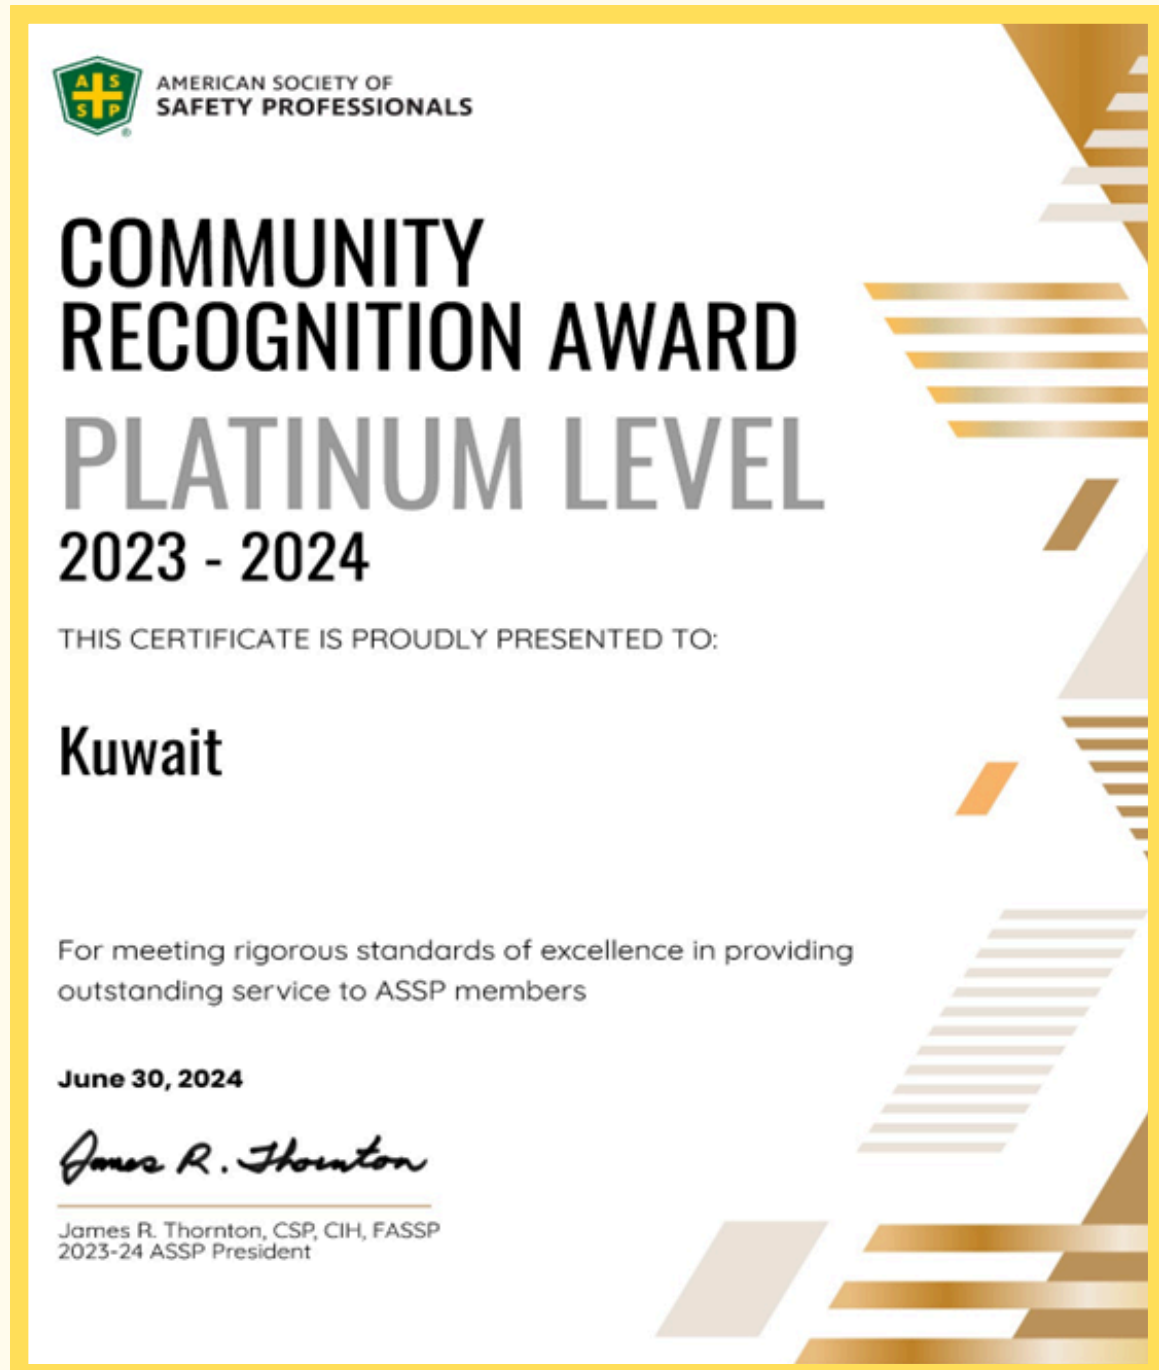 A S
S P
®
AMERICAN SOCIETY OF
SAFETY PROFESSIONALS
COMMUNITY
RECOGNITION AWARD
PLATINUM LEVEL
2023 - 2024
THIS CERTIFICATE IS PROUDLY PRESENTED TO:
Kuwait
For meeting rigorous standards of excellence in providing
outstanding service to ASSP members
June 30, 2024
James R. Thornton
James R. Thornton, CSP, CIH, FASSP
2023-24 ASSP President